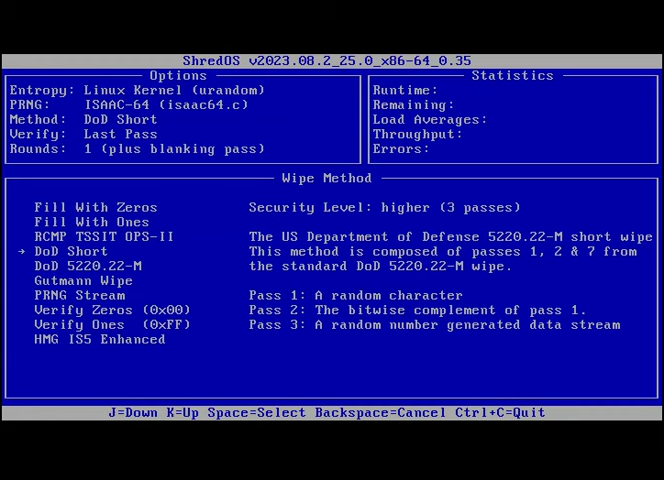 ShredOS v2023.08.2_25.0_x86-64_0.35
Options
Entropy: Linux Kernel (urandom)
PRNG: ISAAC-64 (isaac64.c)
Method: DoD Short
Verify: Last Pass
Rounds: 1 (plus blanking pass)
Statistics
Runtime:
Remaining:
Load Averages:
Throughput:
Errors:
Wipe Method
Fill With Zeros
Fill With Ones
RCMP TSSIT OPS-II
→ DoD Short
DoD 5220.22-M
Gutmann Wipe
PRNG Stream
Verify Zeros (0x00)
Verify Ones (0xFF)
HMG IS5 Enhanced
Security Level: higher (3 passes)
The US Department of Defense 5220.22-M short wipe
This method is composed of passes 1, 2 & 7 from
the standard DoD 5220.22-M wipe.
Pass 1: A random character
Pass 2: The bitwise complement of pass 1.
Pass 3: A random number generated data stream
J=Down K=Up Space=Select Backspace=Cancel Ctrl+C=Quit